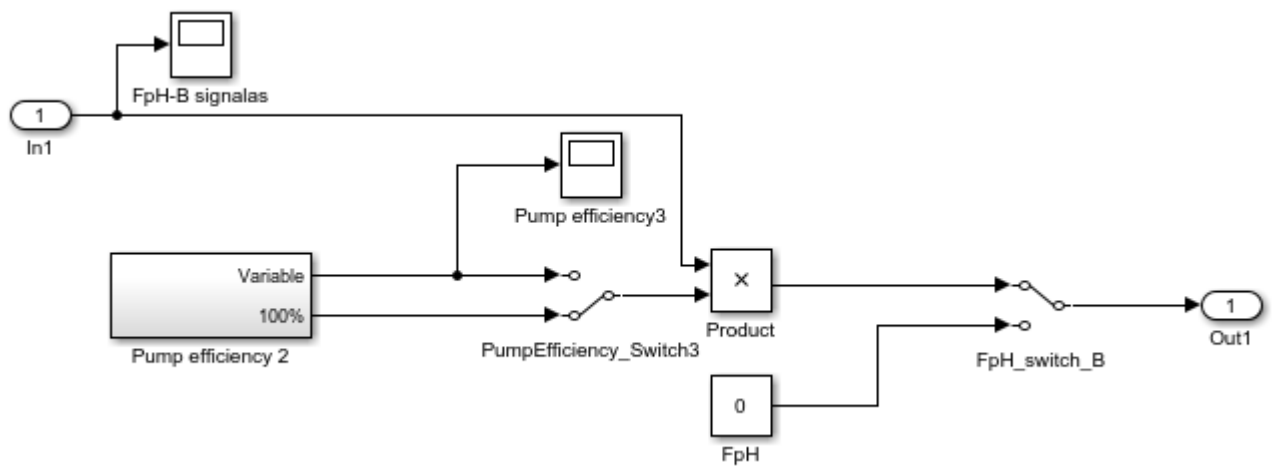 FpH-B signalas
1
In1
Pump efficiency3
Variable
100%
Pump efficiency 2
PumpEfficiency_Switch3
×
Product
0
FpH
FpH_switch_B
1
Out1